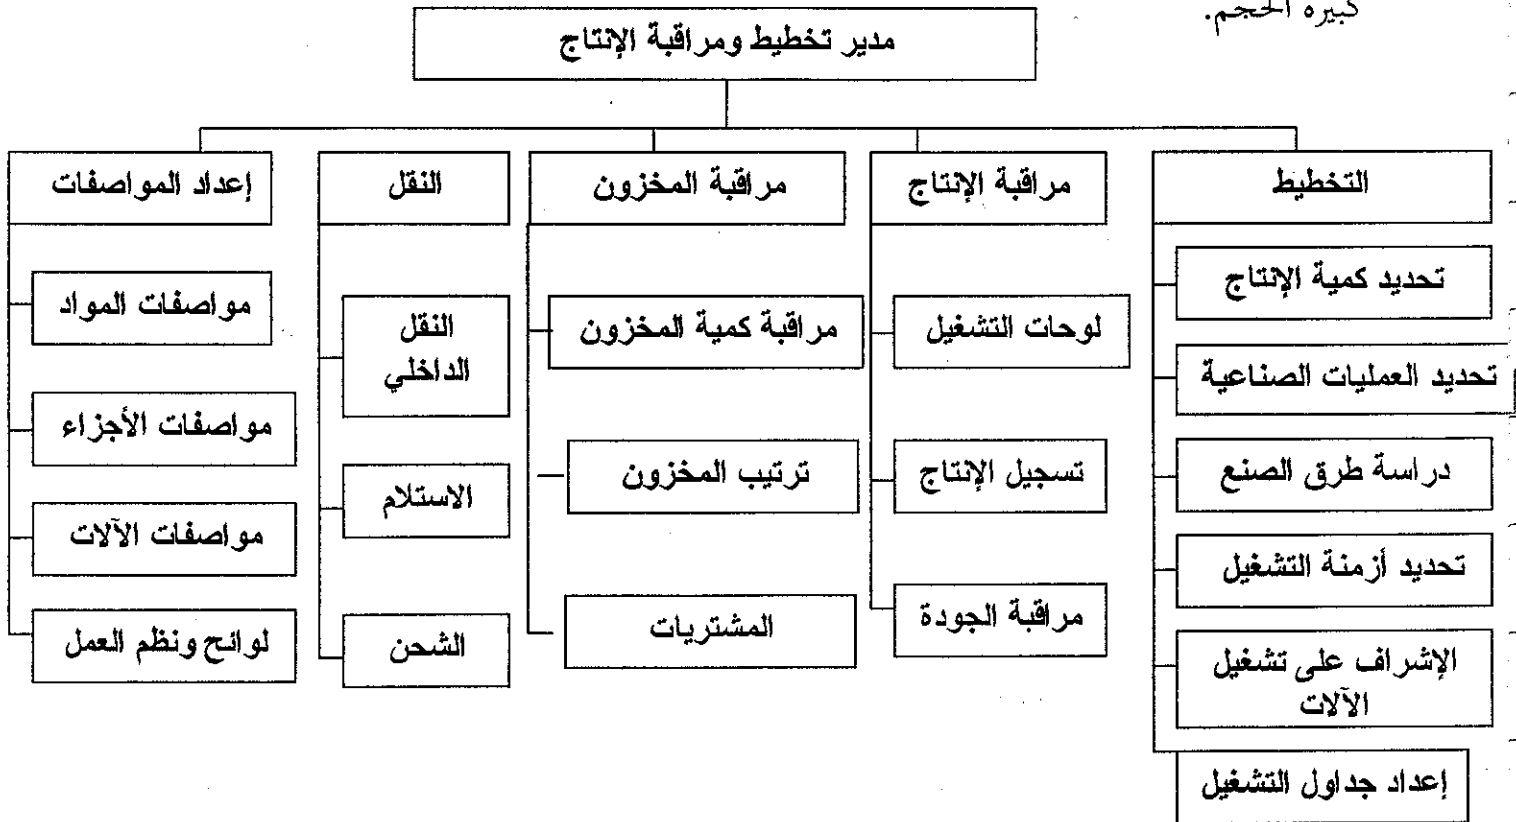 كبيرة الحجم.
مدير تخطيط ومراقبة الإنتاج
التخطيط
مراقبة الإنتاج
مراقبة المخزون
النقل
إعداد المواصفات
تحديد كمية الإنتاج
تحديد العمليات الصناعية
دراسة طرق الصنع
تحديد أزمنة التشغيل
الإشراف على تشغيل
الآلات
إعداد جداول التشغيل
لوحات التشغيل
تسجيل الإنتاج
مراقبة الجودة
مراقبة كمية المخزون
ترتيب المخزون
المشتريات
النقل
الداخلي
الاستلام
الشحن
مواصفات المواد
مواصفات الأجزاء
مواصفات الآلات
لوائح ونظم العمل